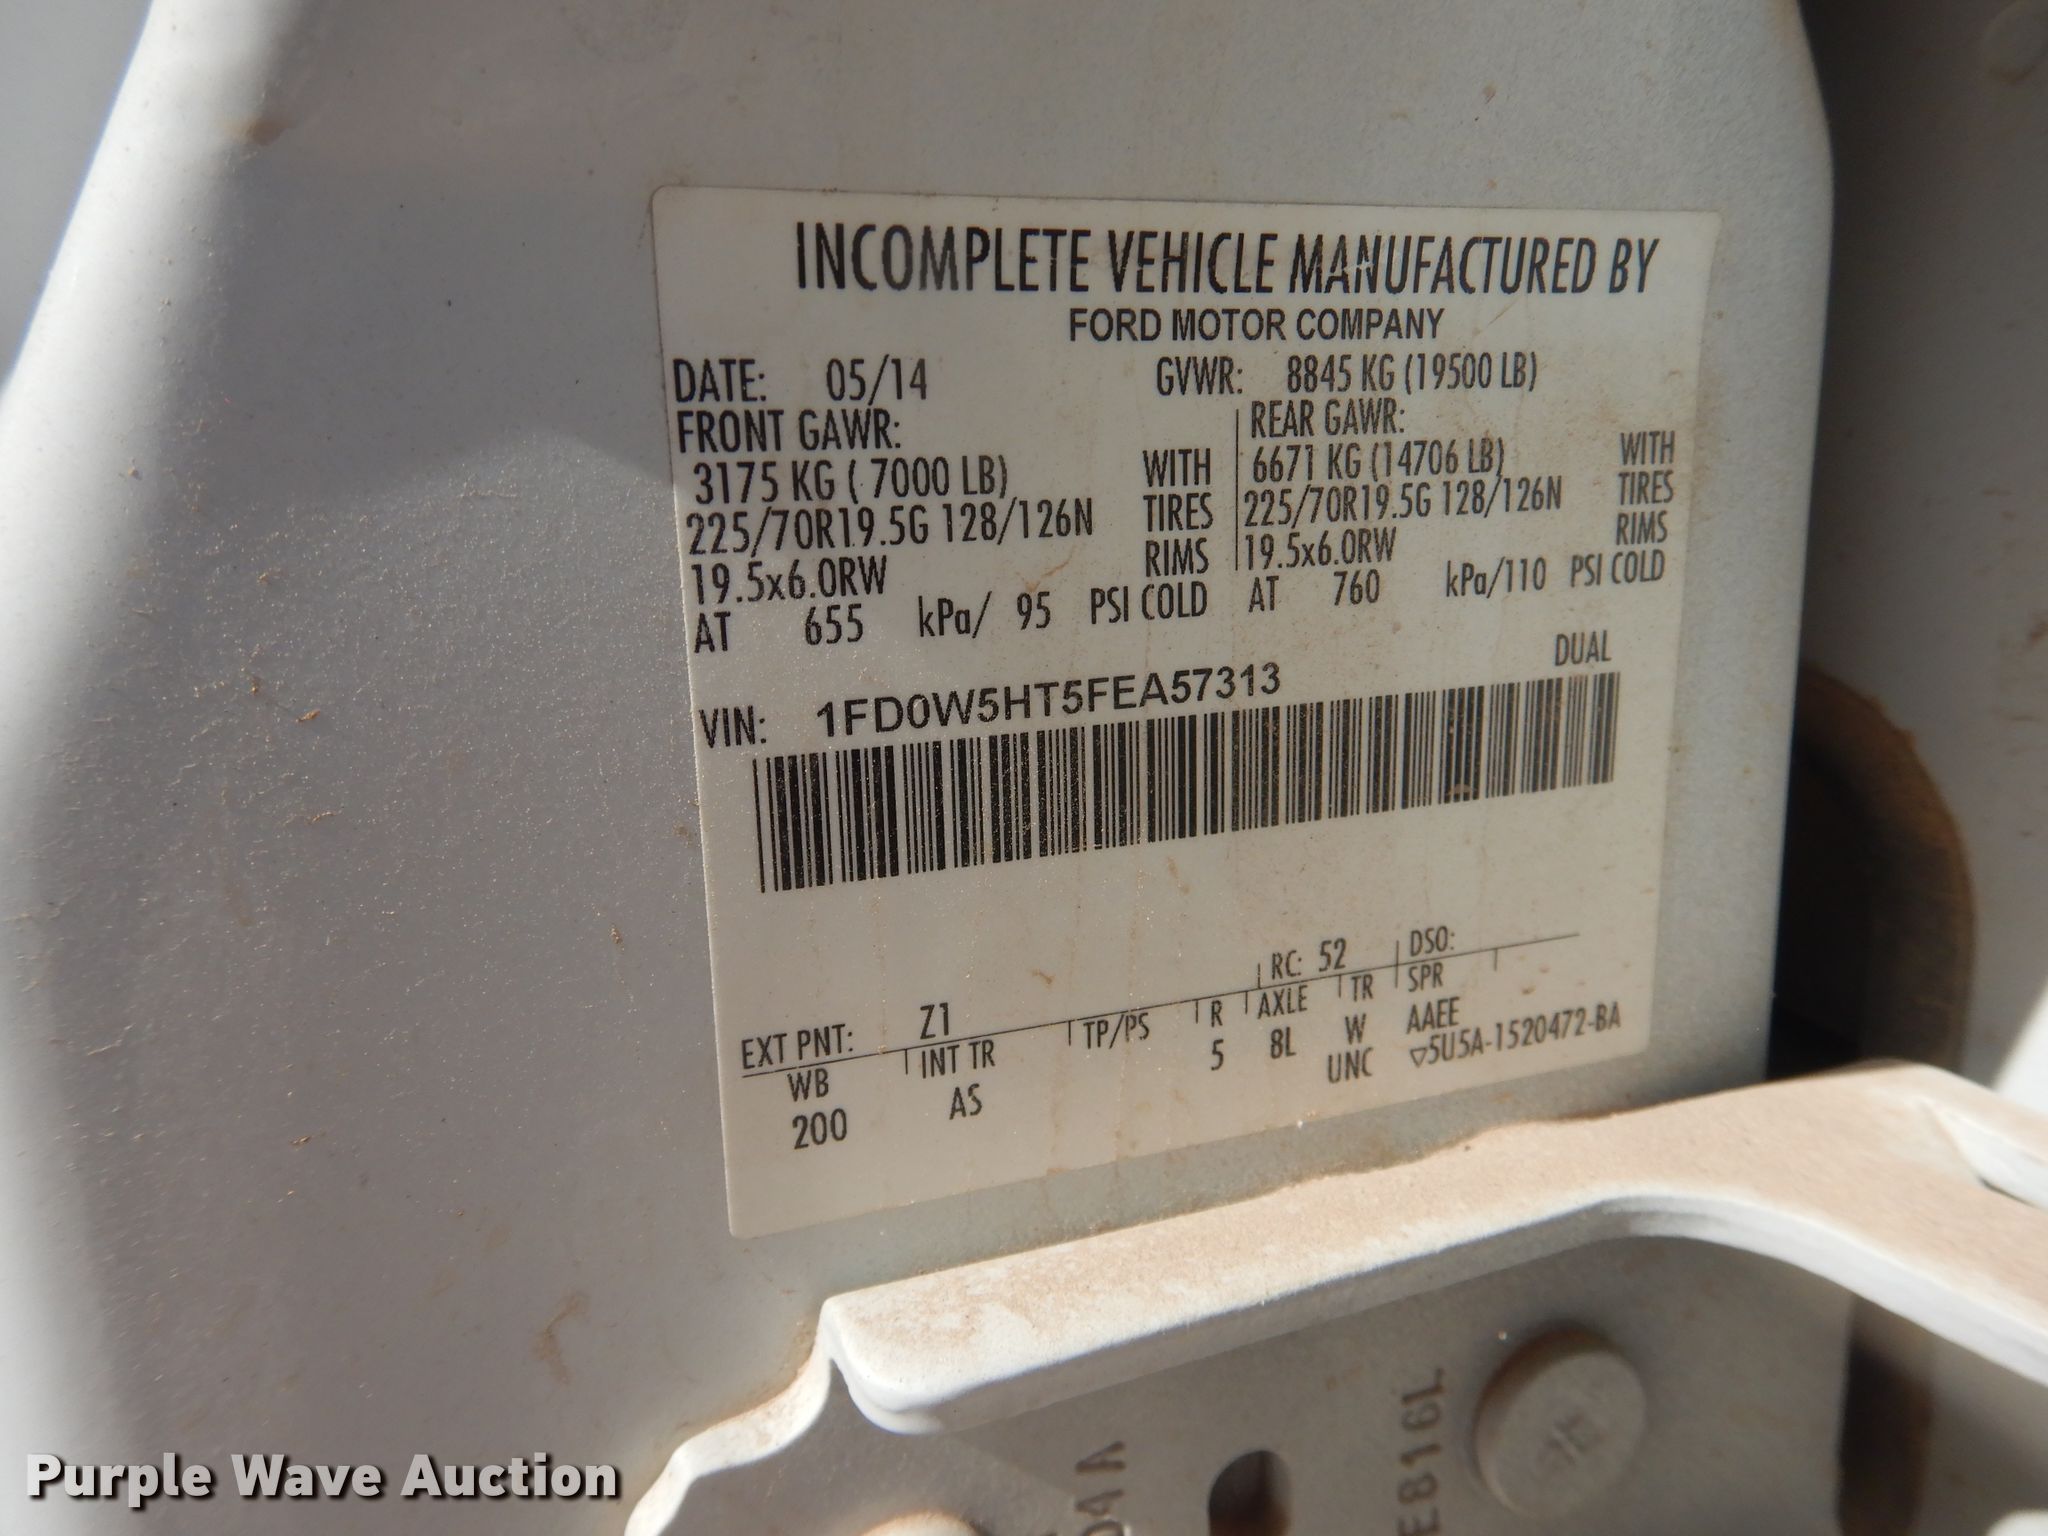 INCOMPLETE VEHICLE MANUFACTURED BY
FORD MOTOR COMPANY
DATE: 05/14 GVWR: 8845 KG (19500 LB)
FRONT GAWR: REAR GAWR:
3175 KG ( 7000 LB) WITH 6671 KG (14706 LB) WITH
225/70R19.5G 128/126N TIRES 225/70R19.5G 128/126N TIRES
19.5x6.0RW RIMS 19.5x6.0RW RIMS
AT 655 kPa/ 95 PSI COLD AT 760 kPa/110 PSI COLD
DUAL
VIN: 1FD0W5HT5FEA57313
RC: 52 DSO:
EXT PNT: Z1
WB INT TR TP/PS R AXLE TR SPR
200 AS 5 8L W AAEE
UNC ▽5U5A-1520472-BA
E816L
Purple Wave Auction